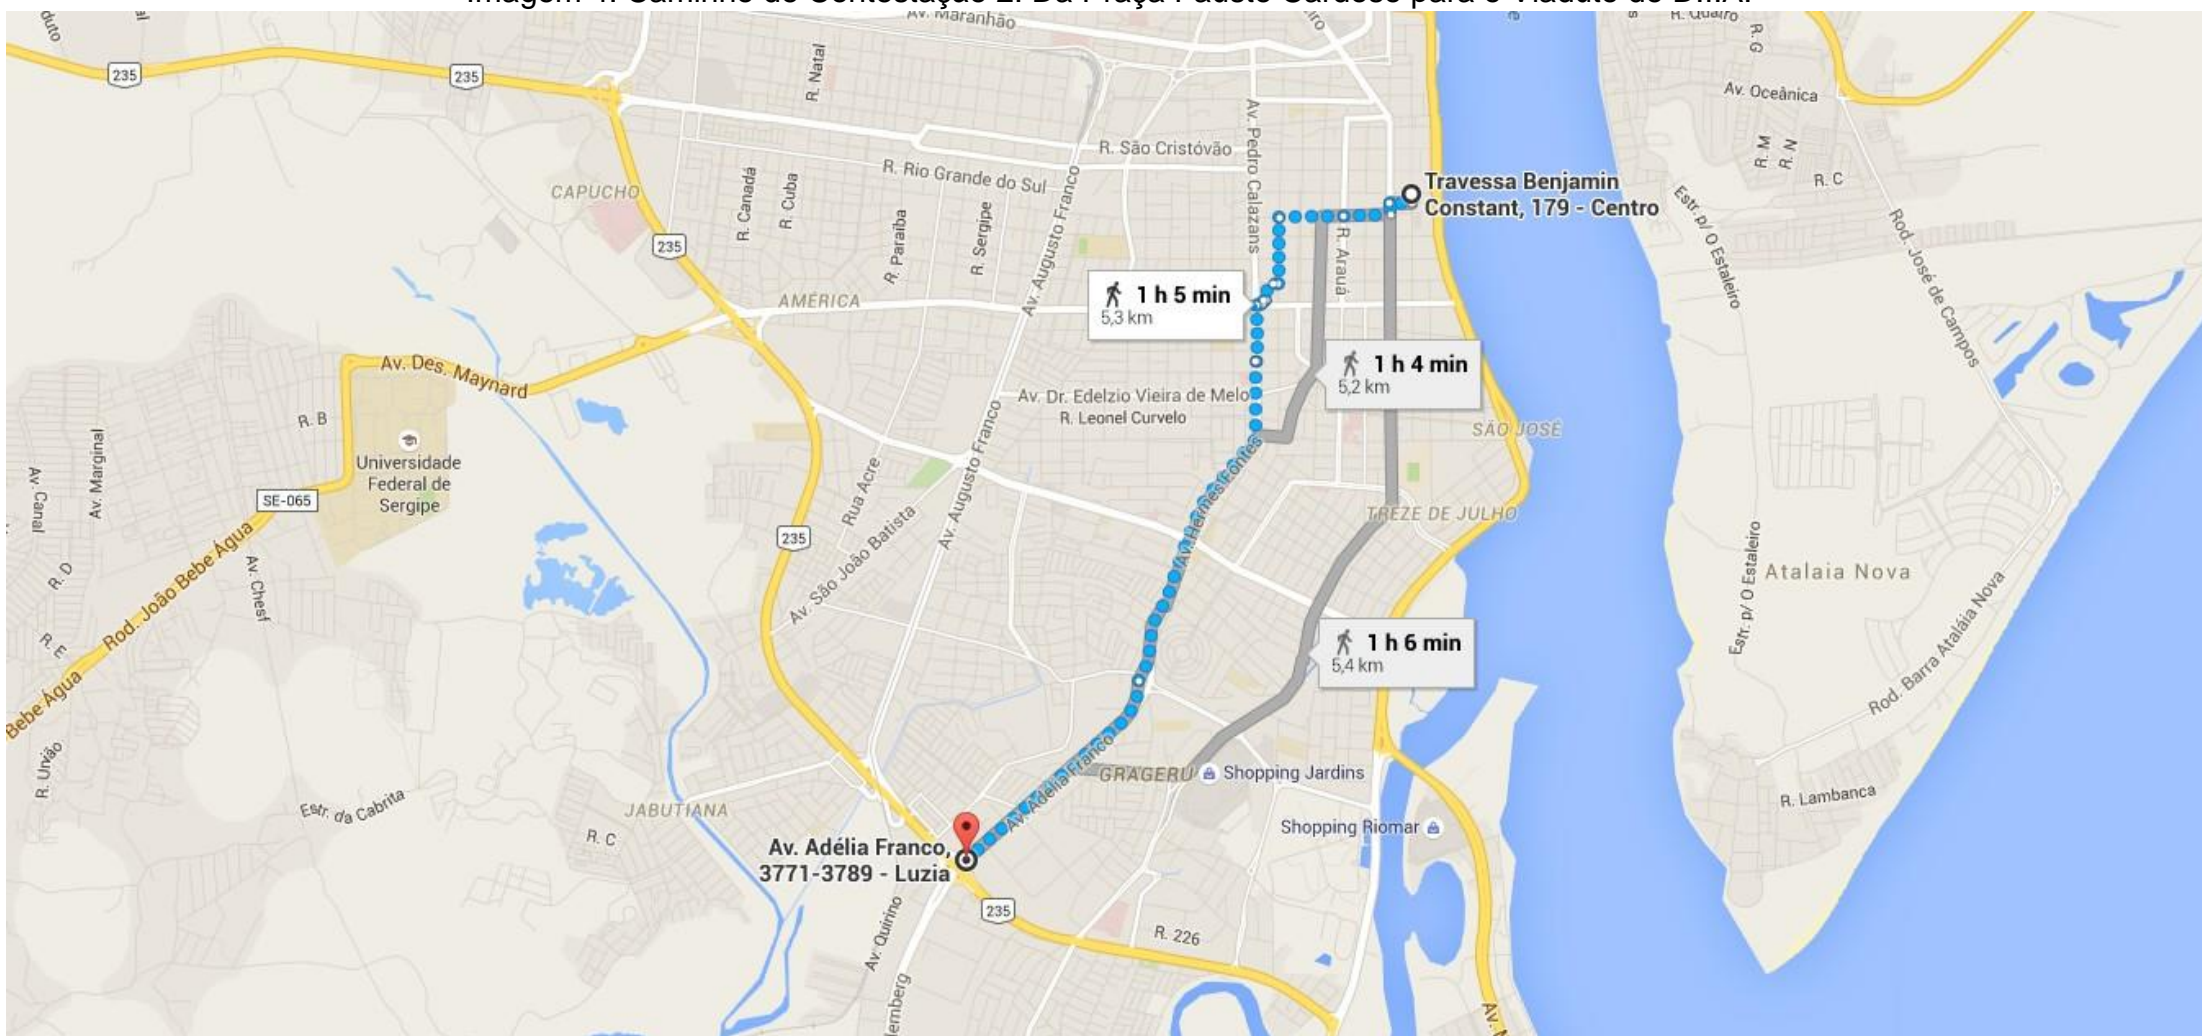 Imagem 4: Caminho de Contestação 2: Da Praça Fausto Cardoso para o Viaduto do DIA.
Av. Maranhão
R. Quatro
R. G
235
235
R. Natal
Av. Oceânica
R. M
R. N
R. C
R. São Cristóvão
Av. Pedro Calazans
R. Rio Grande do Sul
CAPUCHO
R. Canadá
R. Cuba
R. Paraíba
R. Sergipe
Av. Augusto Franco
Travessa Benjamin
Constant, 179 - Centro
Estr. p/ O Estaleiro
Rod. José de Campos
235
R. Arauá
AMÉRICA
1 h 5 min
5,3 km
1 h 4 min
5,2 km
Av. Des. Maynard
Av. Dr. Edelzio Vieira de Melo
R. Leonel Curvelo
R. B
SÃO JOSÉ
Av. Marginal
Av. Canal
Universidade
Federal de
Sergipe
SE-065
Rua Acre
Av. Augusto Franco
Av. Hermes Fontes
TREZE DE JULHO
235
Av. São João Batista
Rod. João Bebe Água
Av. Chesf
R. D
R. E
Estr. p/ O Estaleiro
Atalaia Nova
Rod. Barra Ataláia Nova
1 h 6 min
5,4 km
Bebe Água
R. União
Estr. da Cabrita
JABUTIANA
R. C
Av. Adélia Franco
GRAGERU
Shopping Jardins
R. Lambanca
Shopping Riomar
Av. Adélia Franco,
3771-3789 - Luzia
235
Av. Quirino
R. 226